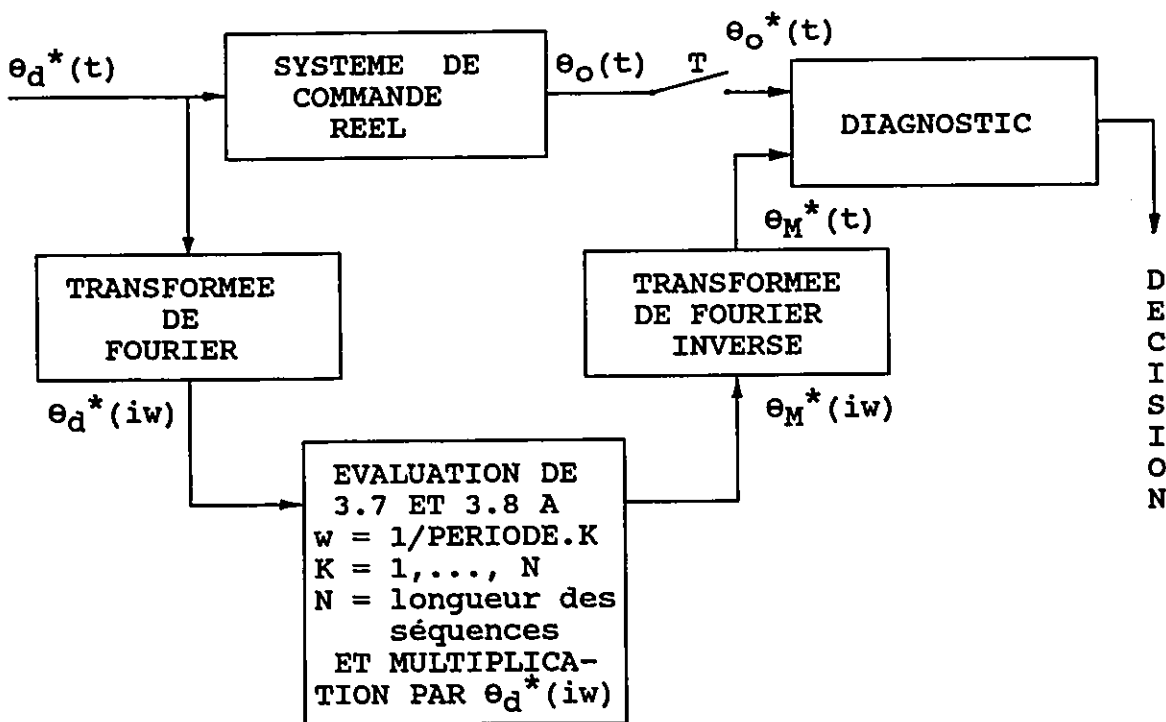 θd*(t)
SYSTEME DE
COMMANDE
REEL
θo(t)
T
θo*(t)
DIAGNOSTIC
θM*(t)
TRANSFORMEE
DE
FOURIER
TRANSFORMEE
DE FOURIER
INVERSE
θd*(iw)
θM*(iw)
EVALUATION DE
3.7 ET 3.8 A
w = 1/PERIODE.K
K = 1,..., N
N = longueur des
séquences
ET MULTIPLICA-
TION PAR θd*(iw)
D
E
C
I
S
I
O
N